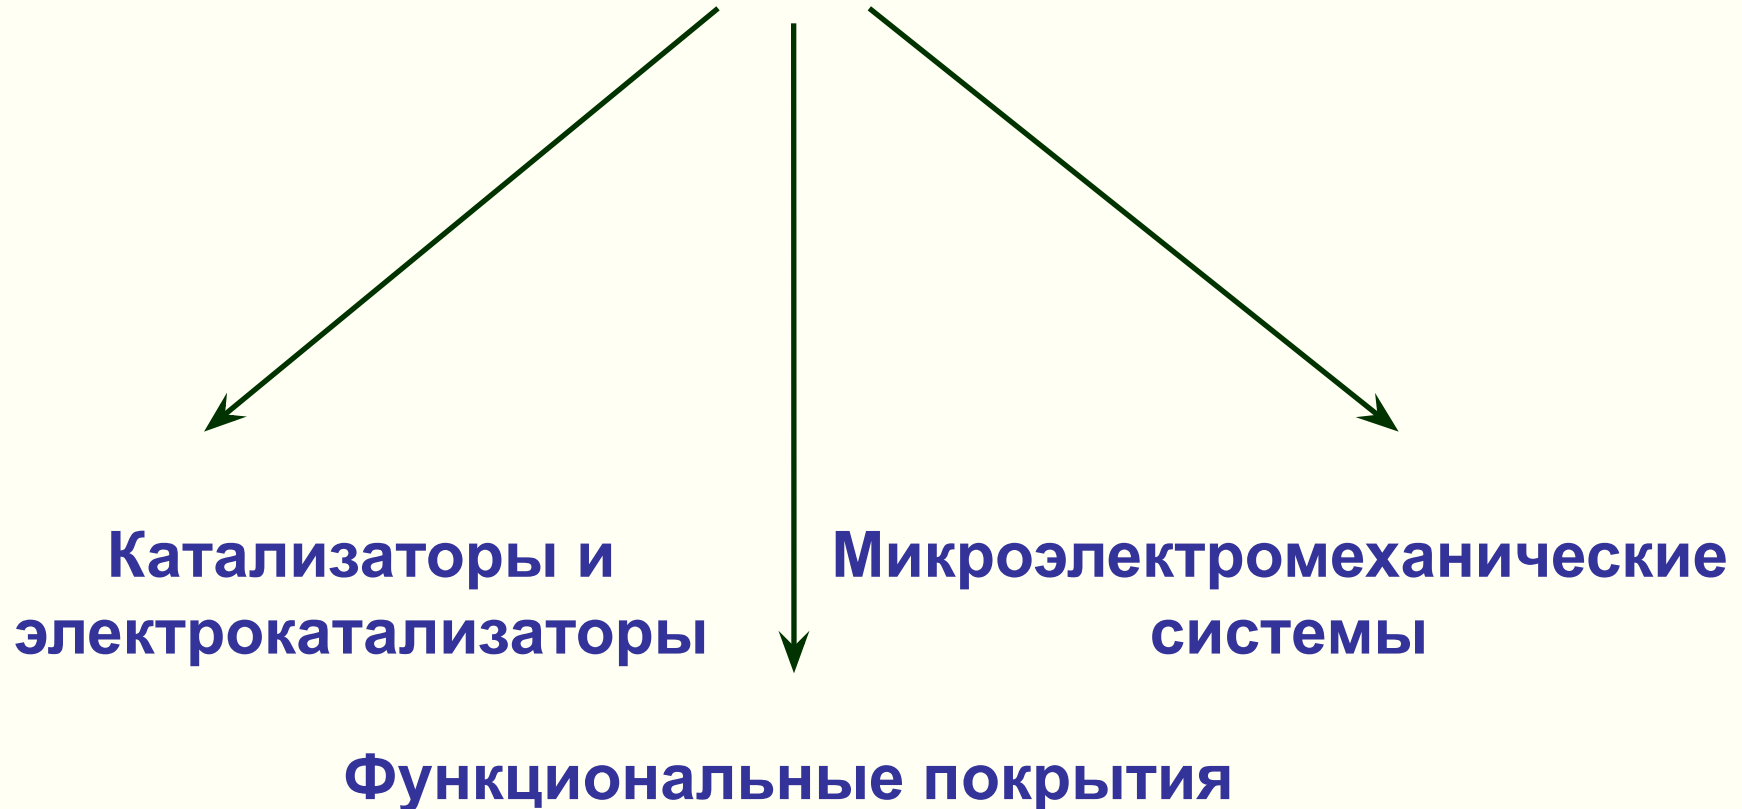 Катализаторы и
электрокатализаторы
Микроэлектромеханические
системы
Функциональные покрытия